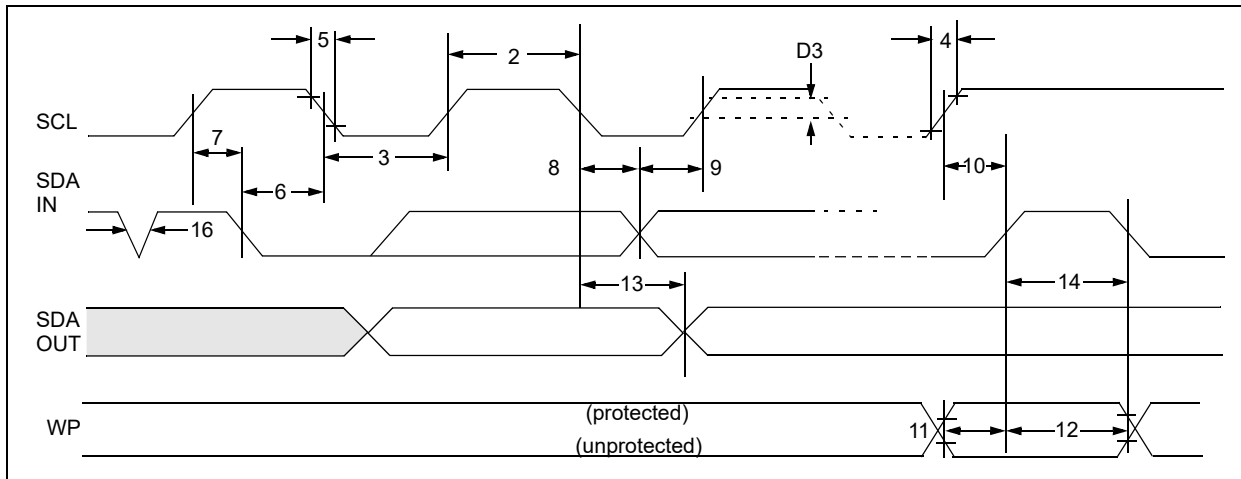 5
2
D3
4
SCL
7
3
8
9
10
SDA
IN
6
16
13
14
SDA
OUT
WP
(protected)
(unprotected)
11
12